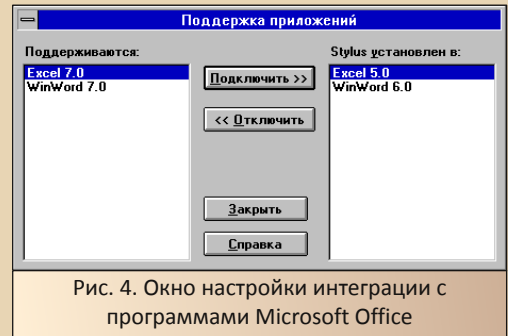 Поддержка приложений
Поддерживаются:
Stylus установлен в:
Excel 7.0
WinWord 7.0
Подключить >>
<< Отключить
Закрыть
Справка
Excel 5.0
WinWord 6.0
Рис. 4. Окно настройки интеграции с
программами Microsoft Office